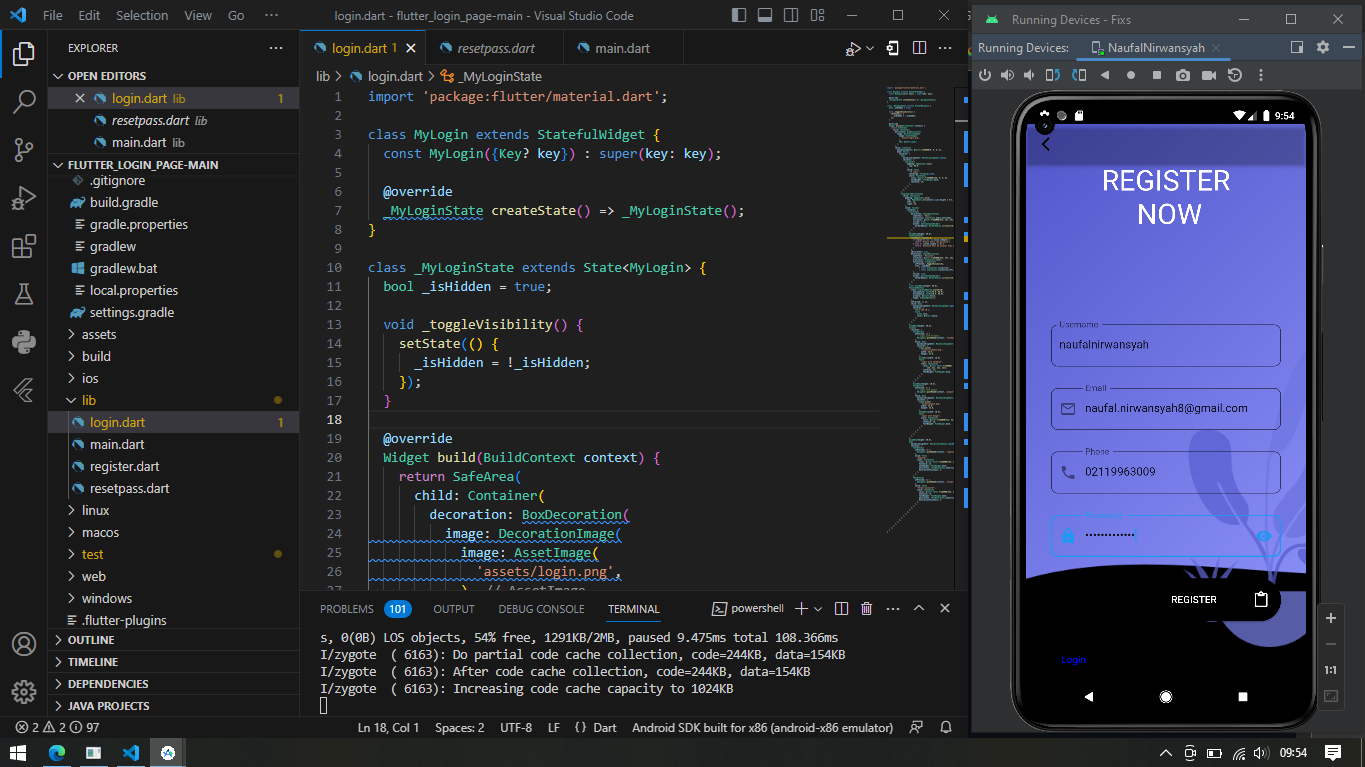 File Edit Selection View Go ··· login.dart - flutter_login_page-main - Visual Studio Code
EXPLORER
OPEN EDITORS
login.dart lib 1
resetpass.dart lib
main.dart lib
FLUTTER_LOGIN_PAGE-MAIN
.gitignore
build.gradle
gradle.properties
gradlew
gradlew.bat
local.properties
settings.gradle
assets
build
ios
lib
login.dart 1
main.dart
register.dart
resetpass.dart
linux
macos
test
web
windows
.flutter-plugins
OUTLINE
TIMELINE
DEPENDENCIES
JAVA PROJECTS
login.dart 1 resetpass.dart main.dart
lib > login.dart > _MyLoginState
1 import 'package:flutter/material.dart';
2
3 class MyLogin extends StatefulWidget {
4 const MyLogin({Key? key}) : super(key: key);
5
6 @override
7 _MyLoginState createState() => _MyLoginState();
8 }
9
10 class _MyLoginState extends State<MyLogin> {
11 bool _isHidden = true;
12
13 void _toggleVisibility() {
14 setState(() {
15 _isHidden = !_isHidden;
16 });
17 }
18
19 @override
20 Widget build(BuildContext context) {
21 return SafeArea(
22 child: Container(
23 decoration: BoxDecoration(
24 image: DecorationImage(
25 image: AssetImage(
26 'assets/login.png',
27 ) // AssetImage
PROBLEMS 101 OUTPUT DEBUG CONSOLE TERMINAL powershell
s, 0(0B) LOS objects, 54% free, 1291KB/2MB, paused 9.475ms total 108.366ms
I/zygote ( 6163): Do partial code cache collection, code=244KB, data=154KB
I/zygote ( 6163): After code cache collection, code=244KB, data=154KB
I/zygote ( 6163): Increasing code cache capacity to 1024KB
2 2 97 Ln 18, Col 1 Spaces: 2 UTF-8 LF {} Dart Android SDK built for x86 (android-x86 emulator)
Running Devices - Fixs
Running Devices: NaufalNirwansyah
9:54
REGISTER
NOW
Username
naufalnirwansyah
Email
naufal.nirwansyah8@gmail.com
Phone
02119963009
REGISTER
Login
1:1
09:54